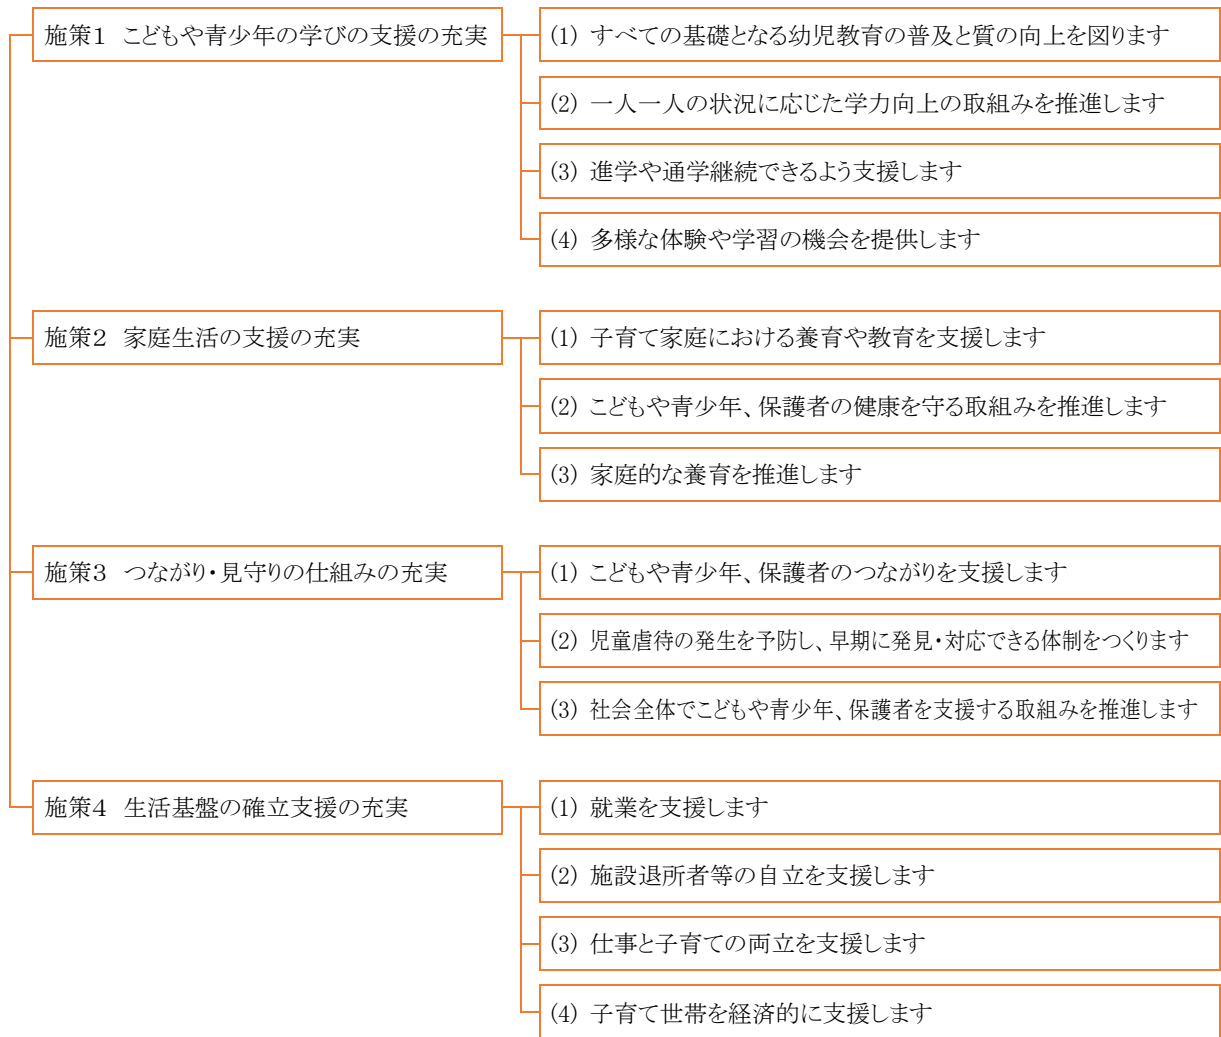 施策１　こどもや青少年の学びの支援の充実
(1) すべての基礎となる幼児教育の普及と質の向上を図ります
(2) 一人一人の状況に応じた学力向上の取組みを推進します
(3) 進学や通学継続できるよう支援します
(4) 多様な体験や学習の機会を提供します
施策２　家庭生活の支援の充実
(1) 子育て家庭における養育や教育を支援します
(2) こどもや青少年、保護者の健康を守る取組みを推進します
(3) 家庭的な養育を推進します
施策３　つながり・見守りの仕組みの充実
(1) こどもや青少年、保護者のつながりを支援します
(2) 児童虐待の発生を予防し、早期に発見・対応できる体制をつくります
(3) 社会全体でこどもや青少年、保護者を支援する取組みを推進します
施策４　生活基盤の確立支援の充実
(1) 就業を支援します
(2) 施設退所者等の自立を支援します
(3) 仕事と子育ての両立を支援します
(4) 子育て世帯を経済的に支援します